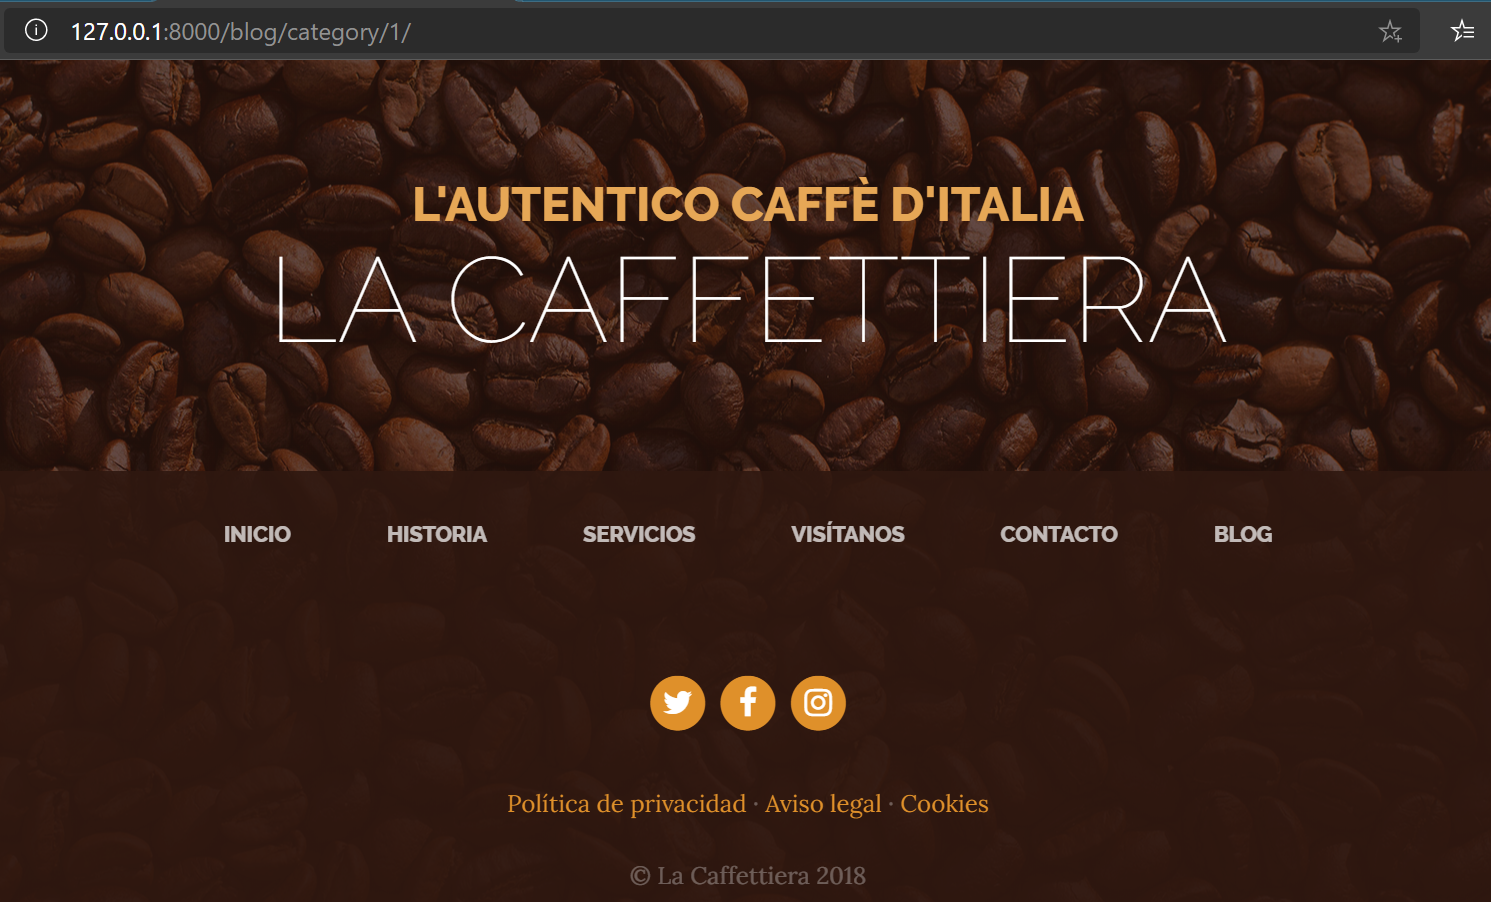 127.0.0.1:8000/blog/category/1/
L'AUTENTICO CAFFÈ D'ITALIA
LA CAFFETTIERA
INICIO HISTORIA SERVICIOS VISÍTANOS CONTACTO BLOG
Política de privacidad · Aviso legal · Cookies
© La Caffettiera 2018